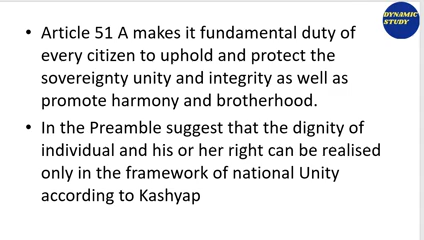 DYNAMIC
STUDY
• Article 51 A makes it fundamental duty of
every citizen to uphold and protect the
sovereignty unity and integrity as well as
promote harmony and brotherhood.
• In the Preamble suggest that the dignity of
individual and his or her right can be realised
only in the framework of national Unity
according to Kashyap